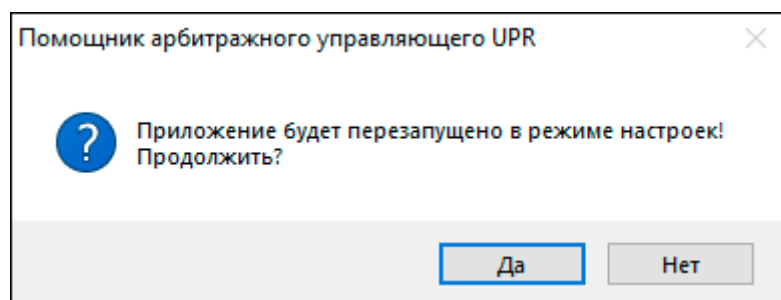 Помощник арбитражного управляющего UPR
Приложение будет перезапущено в режиме настроек!
Продолжить?
Да
Нет